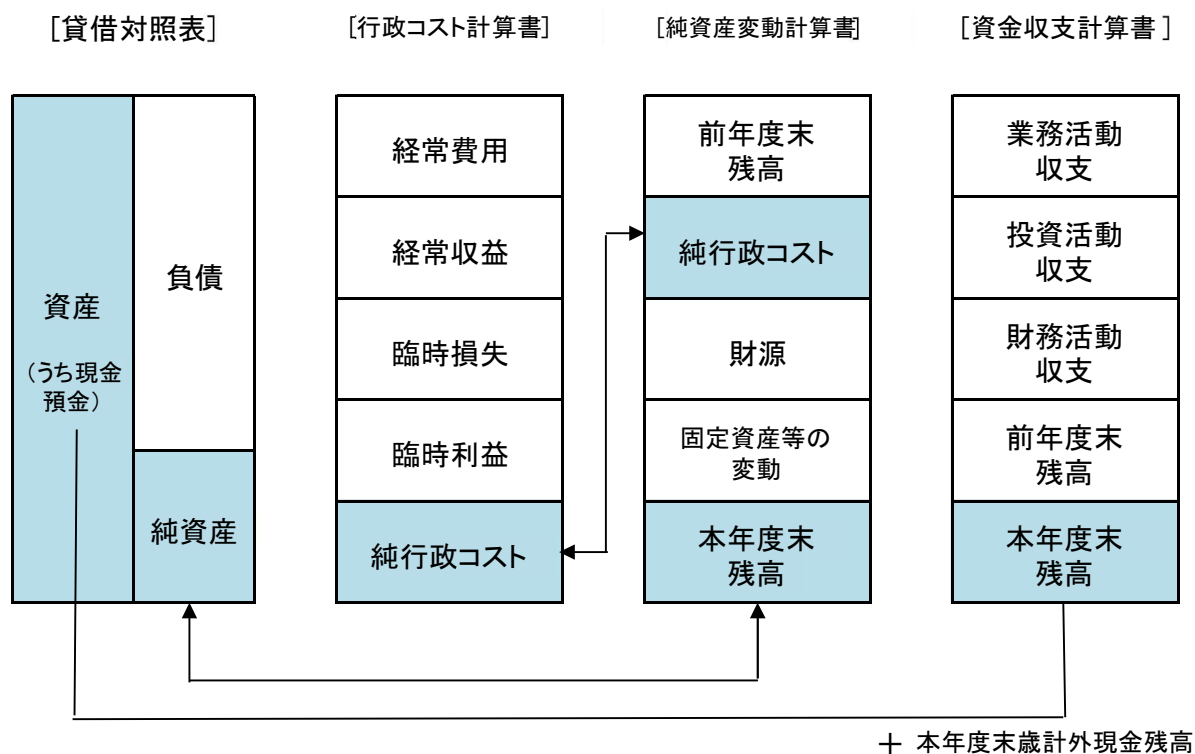 ［貸借対照表］
［行政コスト計算書］
［純資産変動計算書］
［資金収支計算書 ］
資産
（うち現金
預金）
負債
純資産
経常費用
経常収益
臨時損失
臨時利益
純行政コスト
前年度末
残高
純行政コスト
財源
固定資産等の
変動
本年度末
残高
業務活動
収支
投資活動
収支
財務活動
収支
前年度末
残高
本年度末
残高
＋ 本年度末歳計外現金残高